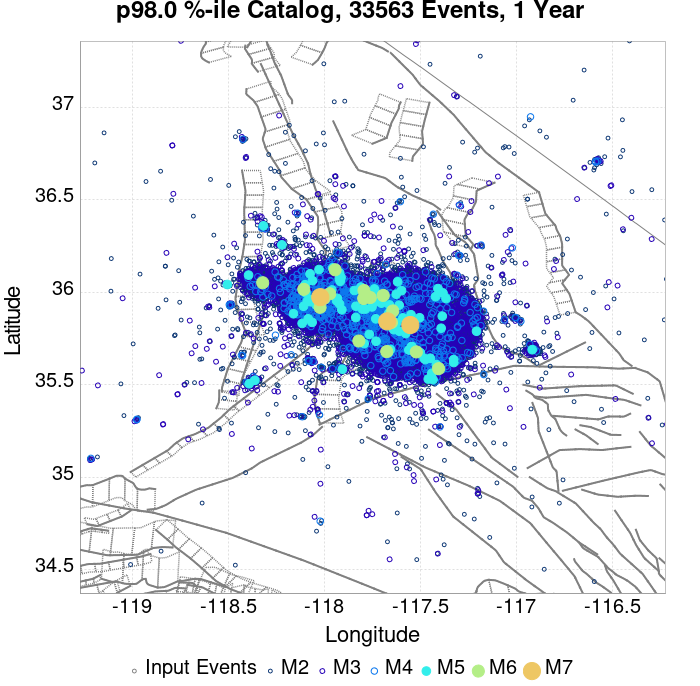 p98.0 %-ile Catalog, 33563 Events, 1 Year
37
36.5
36
35.5
35
34.5
Latitude
-119
-118.5
-118
-117.5
-117
-116.5
Longitude
Input Events
M2
M3
M4
M5
M6
M7